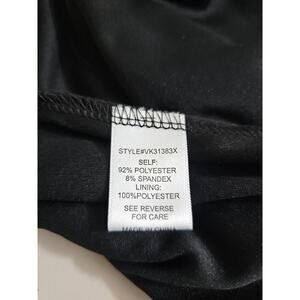 STYLE#VK31383X
SELF:
92% POLYESTER
8% SPANDEX
LINING:
100%POLYESTER
SEE REVERSE
FOR CARE
MADE IN CHINA